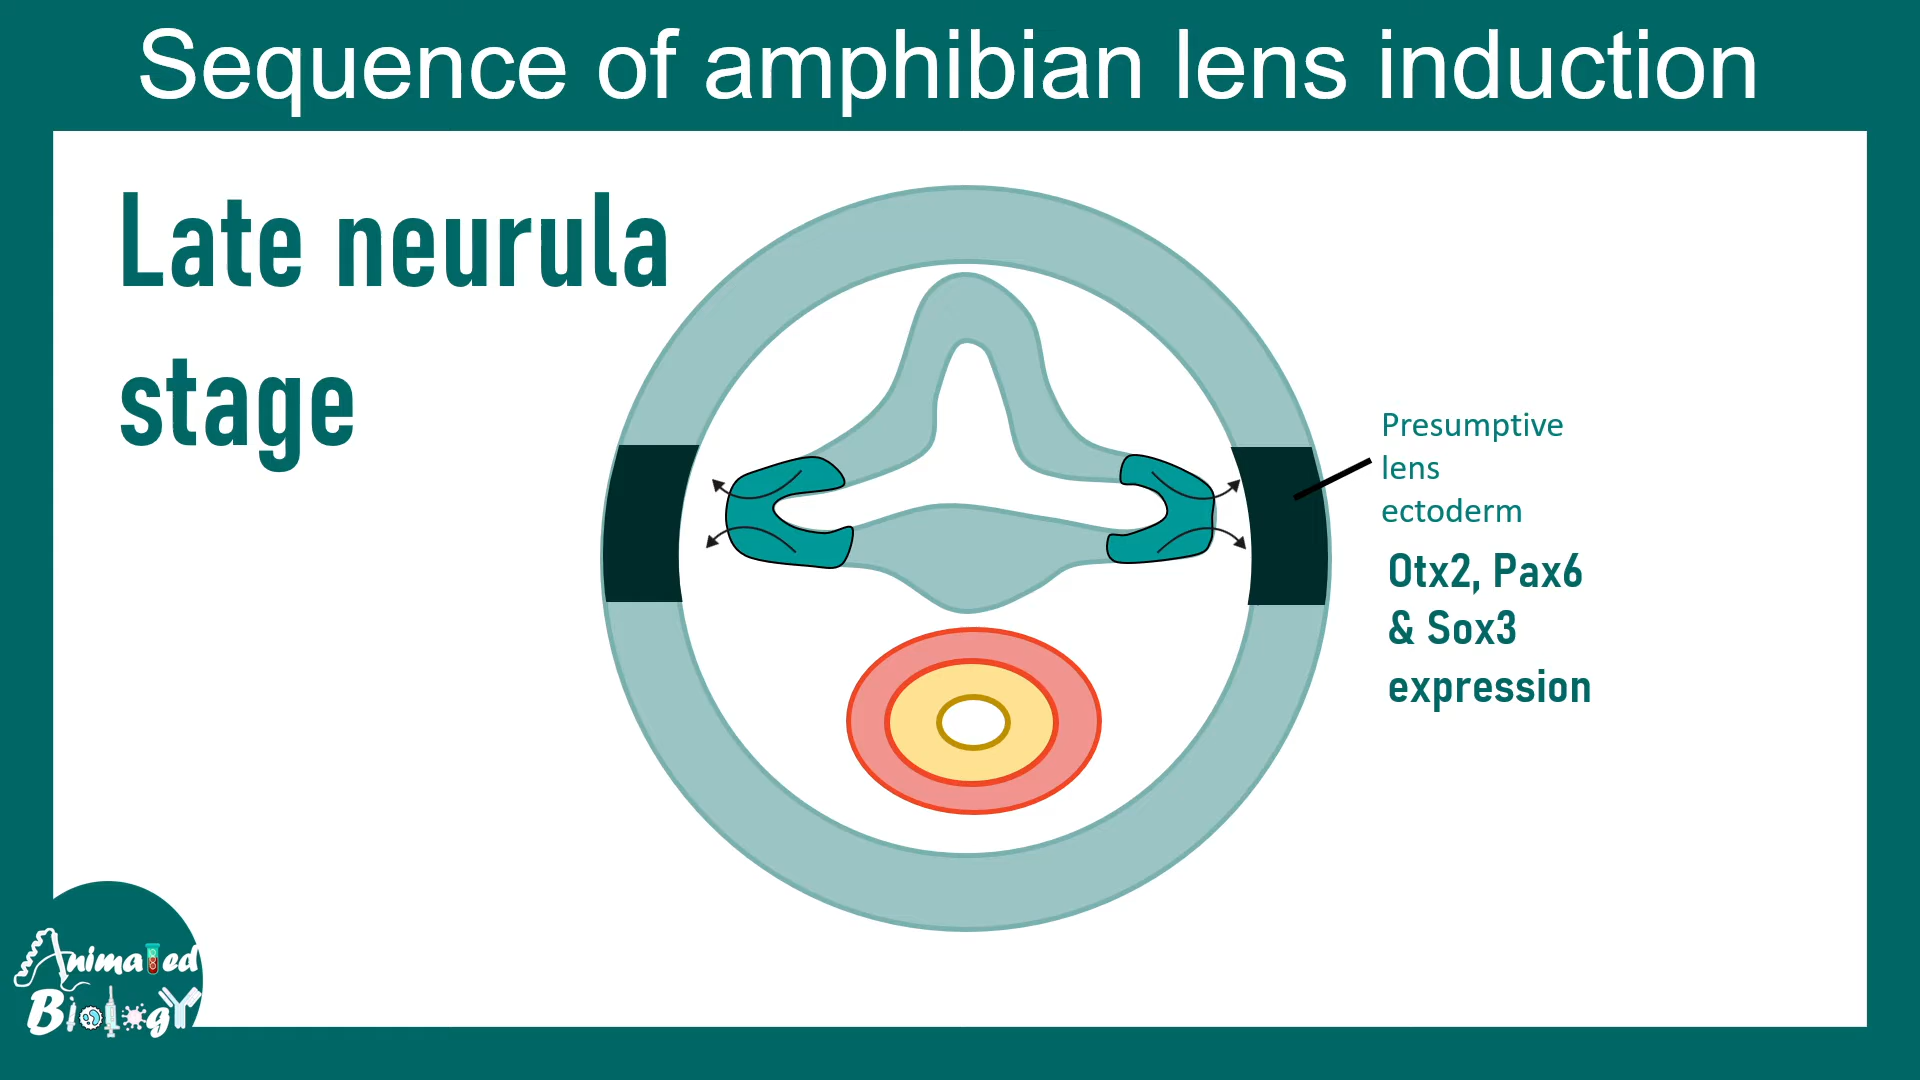 Sequence of amphibian lens induction
Late neurula
stage
Presumptive
lens
ectoderm
Otx2, Pax6
& Sox3
expression
Animated
Biology